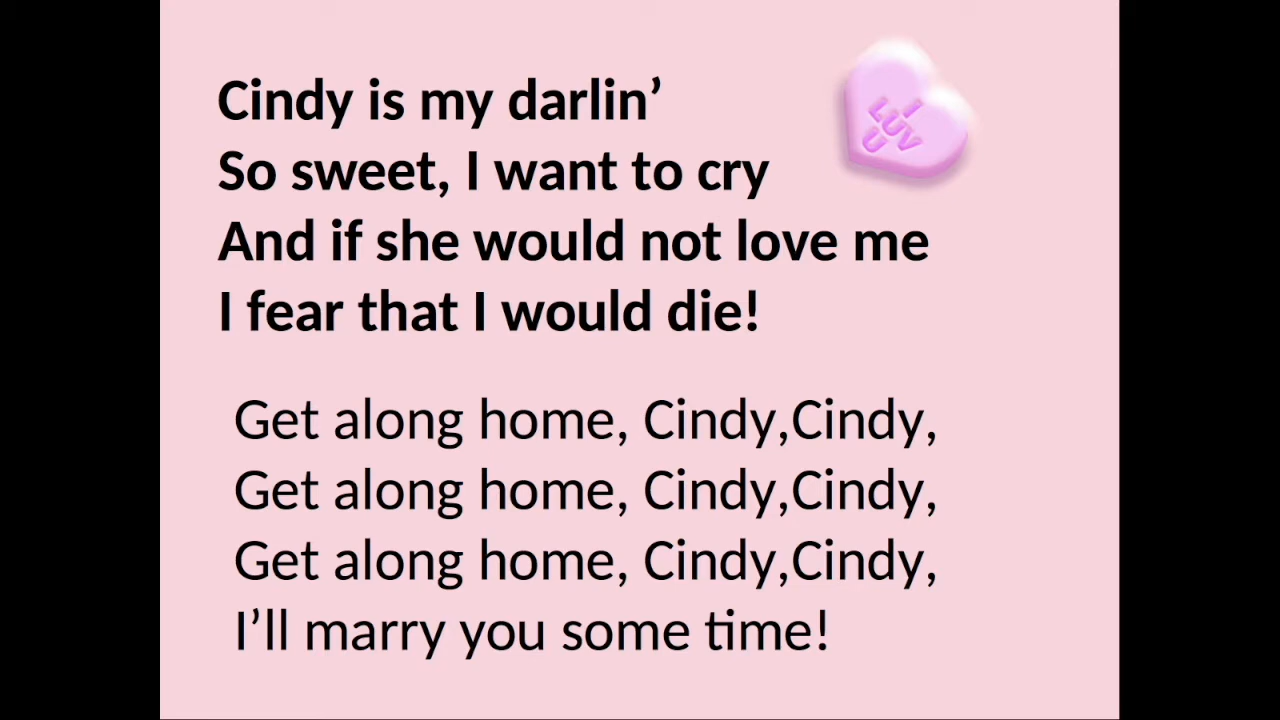 Cindy is my darlin’
So sweet, I want to cry
And if she would not love me
I fear that I would die!
I
LUV
U
Get along home, Cindy,Cindy,
Get along home, Cindy,Cindy,
Get along home, Cindy,Cindy,
I’ll marry you some time!